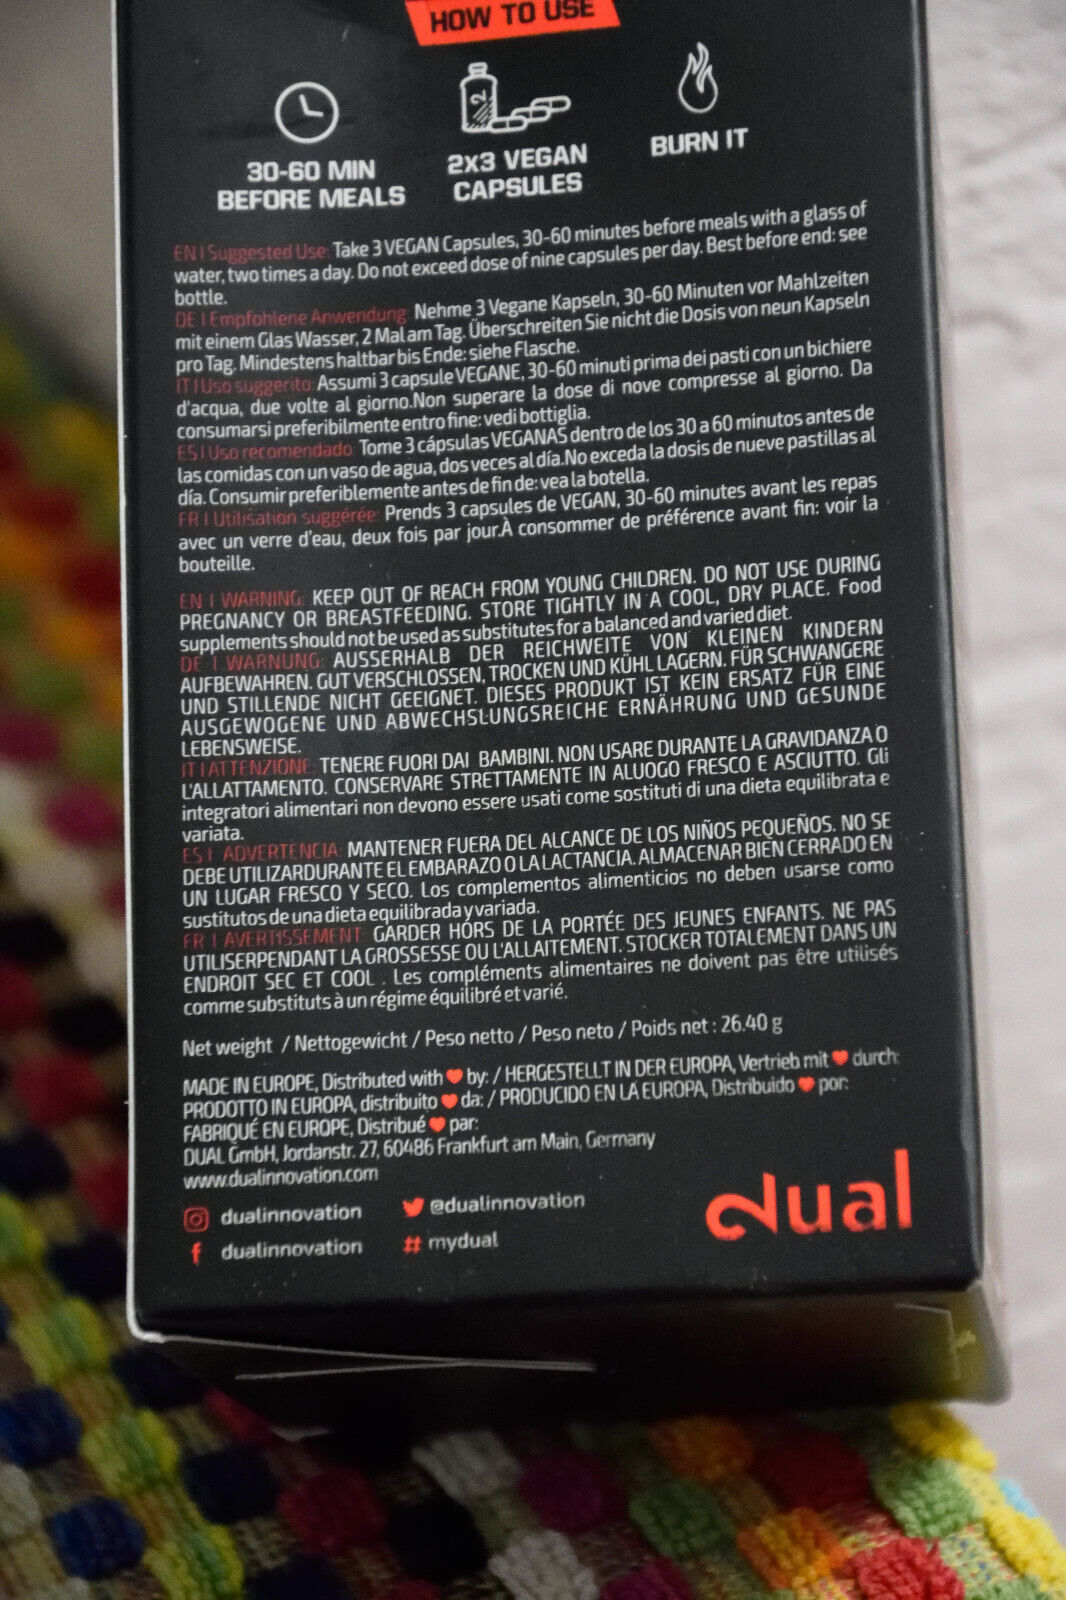 HOW TO USE
2
30-60 MIN
BEFORE MEALS
2X3 VEGAN
CAPSULES
BURN IT
EN I Suggested Use: Take 3 VEGAN Capsules, 30-60 minutes before meals with a glass of
water, two times a day. Do not exceed dose of nine capsules per day. Best before end: see
bottle.
DE I Empfohlene Anwendung: Nehme 3 Vegane Kapseln, 30-60 Minuten vor Mahlzeiten
mit einem Glas Wasser, 2 Mal am Tag. Überschreiten Sie nicht die Dosis von neun Kapseln
pro Tag. Mindestens haltbar bis Ende: siehe Flasche.
IT I Uso suggerito: Assumi 3 capsule VEGANE, 30-60 minuti prima dei pasti con un bichiere
d'acqua, due volte al giorno.Non superare la dose di nove compresse al giorno. Da
consumarsi preferibilmente entro fine: vedi bottiglia.
ES I Uso recomendado: Tome 3 cápsulas VEGANAS dentro de los 30 a 60 minutos antes de
las comidas con un vaso de agua, dos veces al día.No exceda la dosis de nueve pastillas al
día. Consumir preferiblemente antes de fin de: vea la botella.
FR I Utilisation suggérée: Prends 3 capsules de VEGAN, 30-60 minutes avant les repas
avec un verre d'eau, deux fois par jour.À consommer de préférence avant fin: voir la
bouteille.
EN I WARNING: KEEP OUT OF REACH FROM YOUNG CHILDREN. DO NOT USE DURING
PREGNANCY OR BREASTFEEDING. STORE TIGHTLY IN A COOL, DRY PLACE. Food
supplements should not be used as substitutes for a balanced and varied diet.
DE I WARNUNG: AUSSERHALB DER REICHWEITE VON KLEINEN KINDERN
AUFBEWAHREN. GUT VERSCHLOSSEN, TROCKEN UND KÜHL LAGERN. FÜR SCHWANGERE
UND STILLENDE NICHT GEEIGNET. DIESES PRODUKT IST KEIN ERSATZ FÜR EINE
AUSGEWOGENE UND ABWECHSLUNGSREICHE ERNÄHRUNG UND GESUNDE
LEBENSWEISE.
IT I ATTENZIONE: TENERE FUORI DAI BAMBINI. NON USARE DURANTE LA GRAVIDANZA O
L'ALLATTAMENTO. CONSERVARE STRETTAMENTE IN ALUOGO FRESCO E ASCIUTTO. Gli
integratori alimentari non devono essere usati come sostituti di una dieta equilibrata e
variata.
ES I ADVERTENCIA: MANTENER FUERA DEL ALCANCE DE LOS NIÑOS PEQUEÑOS. NO SE
DEBE UTILIZARDURANTE EL EMBARAZO O LA LACTANCIA. ALMACENAR BIEN CERRADO EN
UN LUGAR FRESCO Y SECO. Los complementos alimenticios no deben usarse como
sustitutos de una dieta equilibrada y variada.
FR I AVERTISSEMENT: GARDER HORS DE LA PORTÉE DES JEUNES ENFANTS. NE PAS
UTILISERPENDANT LA GROSSESSE OU L'ALLAITEMENT. STOCKER TOTALEMENT DANS UN
ENDROIT SEC ET COOL . Les compléments alimentaires ne doivent pas être utilisés
comme substituts à un régime équilibré et varié.
Net weight / Nettogewicht / Peso netto / Peso neto / Poids net : 26.40 g
MADE IN EUROPE, Distributed with ♥ by: / HERGESTELLT IN DER EUROPA, Vertrieb mit ♥ durch:
PRODOTTO IN EUROPA, distribuito ♥ da: / PRODUCIDO EN LA EUROPA, Distribuido ♥ por:
FABRIQUÉ EN EUROPE, Distribué ♥ par:
DUAL GmbH, Jordanstr. 27, 60486 Frankfurt am Main, Germany
www.dualinnovation.com
dualinnovation
@dualinnovation
dualinnovation
# mydual
dual